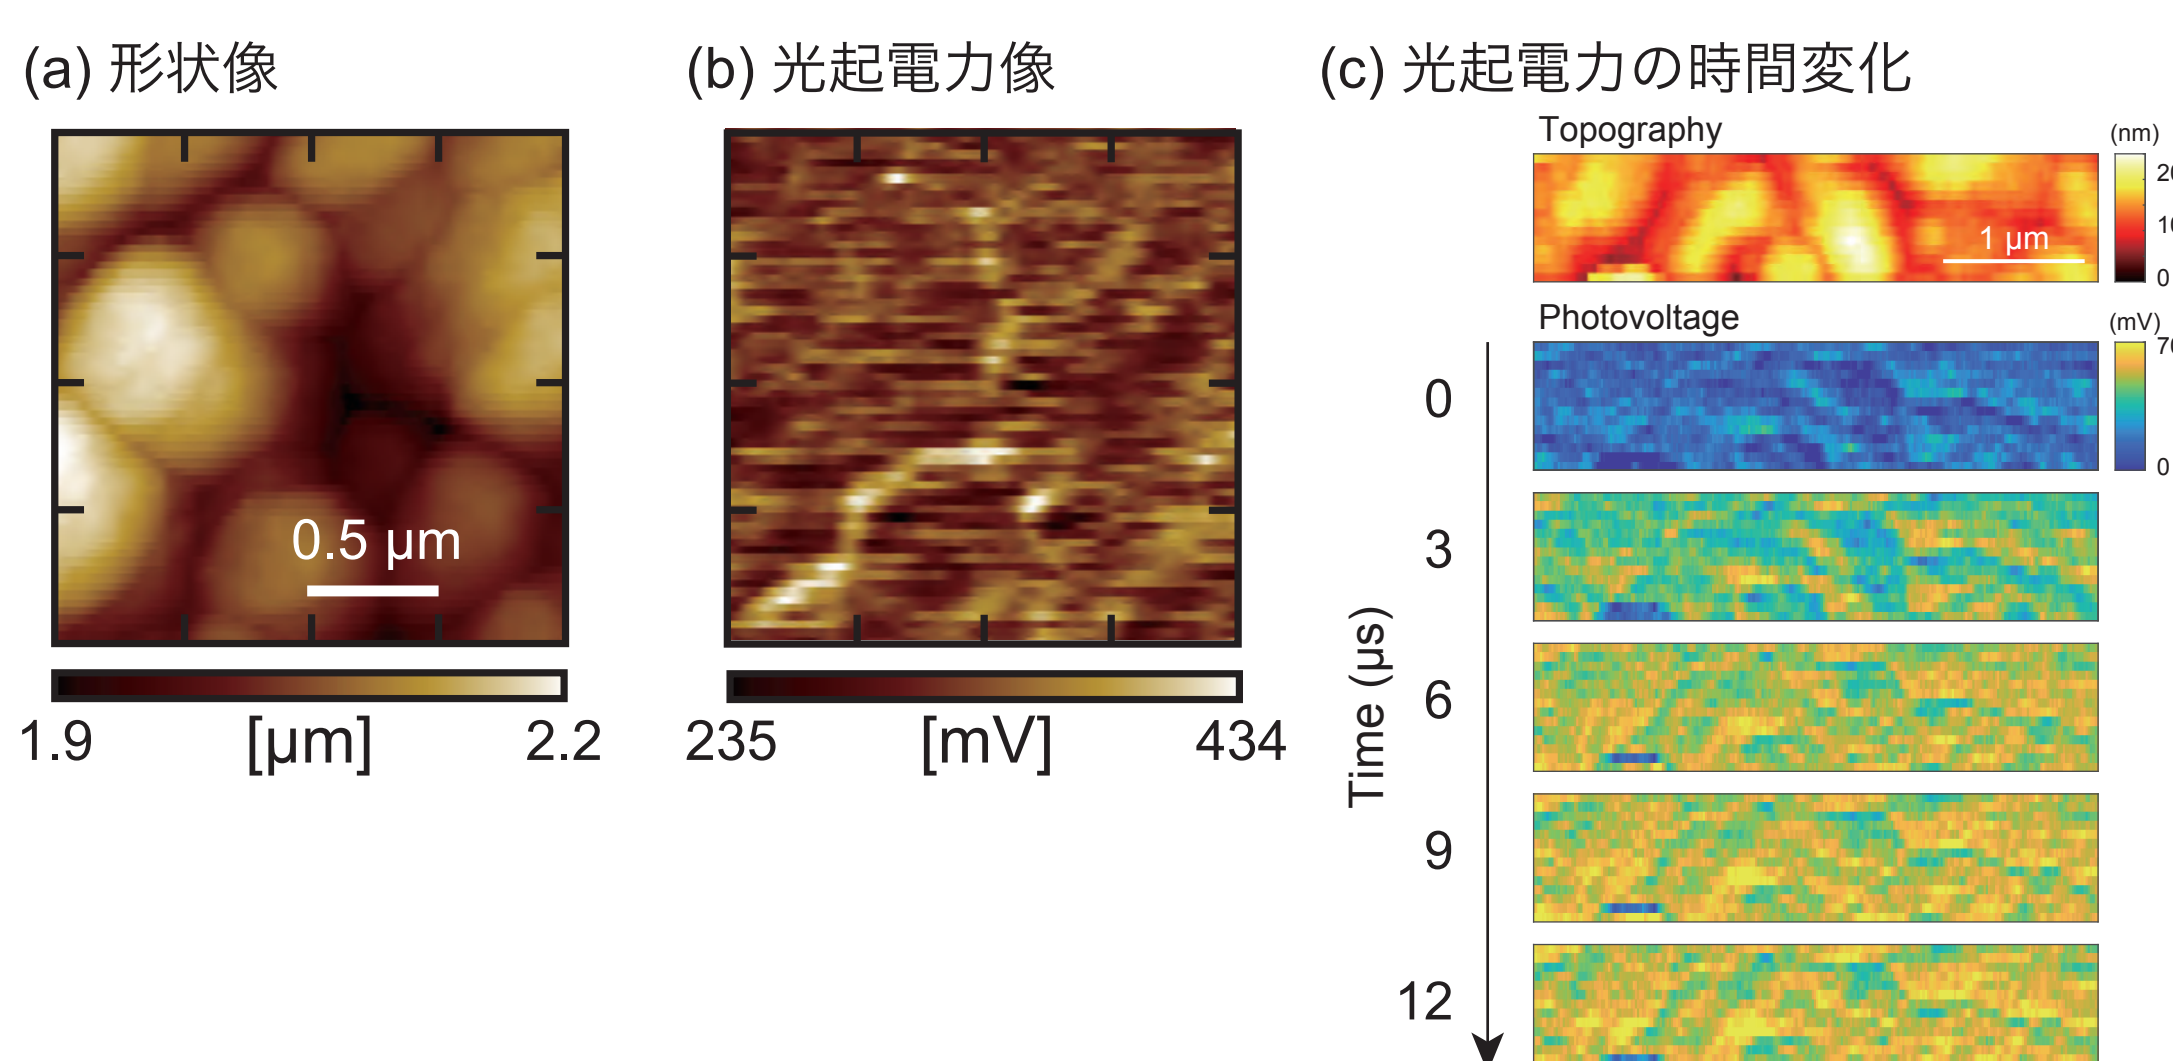 (a) 形状像
0.5 μm
1.9 [μm] 2.2
(b) 光起電力像
235 [mV] 434
(c) 光起電力の時間変化
Topography
(nm)
1 μm
0
Photovoltage
(mV)
0
Time (μs)
0
3
6
9
12